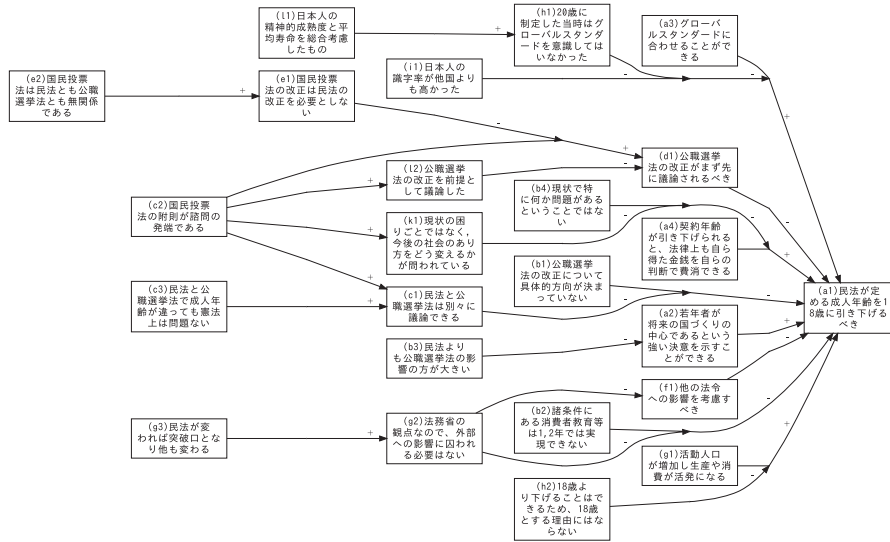 (l1)日本人の
精神的成熟度と平
均寿命を総合考慮
したもの
+
(h1)20歳に
制定した当時はグ
ローバルスタンダ
ードを意識しては
いなかった
(a3)グローバ
ルスタンダードに
合わせることがで
きる
(i1)日本人の
識字率が他国より
も高かった
-
-
-
+
(e2)国民投票
法は民法とも公職
選挙法とも無関係
である
+
(e1)国民投票
法の改正は民法の
改正を必要としな
い
-
+
-
(d1)公職選挙
法の改正がまず先
に議論されるべき
-
(l2)公職選挙
法の改正を前提と
して議論した
+
(b4)現状で特
に何か問題がある
ということではな
い
-
-
-
(c2)国民投票
法の附則が諮問の
発端である
+
(k1)現状の困
りごとではなく，
今後の社会のあり
方をどう変えるか
が問われている
(a4)契約年齢
が引き下げられる
と、法律上も自ら
得た金銭を自らの
判断で費消できる
+
(b1)公職選挙
法の改正について
具体的方向が決ま
っていない
-
-
(c3)民法と公
職選挙法で成人年
齢が違っても憲法
上は問題ない
+
+
(c1)民法と公
職選挙法は別々に
議論できる
(a1)民法が定
める成人年齢を1
8歳に引き下げる
べき
(a2)若年者が
将来の国づくりの
中心であるという
強い決意を示すこ
とができる
+
(b3)民法より
も公職選挙法の影
響の方が大きい
-
(f1)他の法令
への影響を考慮す
べき
-
-
(g3)民法が変
われば突破口とな
り他も変わる
+
(g2)法務省の
観点なので、外部
への影響に囚われ
る必要はない
-
(b2)諸条件に
ある消費者教育等
は1,2年では実
現できない
-
-
(g1)活動人口
が増加し生産や消
費が活発になる
+
(h2)18歳よ
り下げることはで
きるため、18歳
とする理由にはな
らない
-